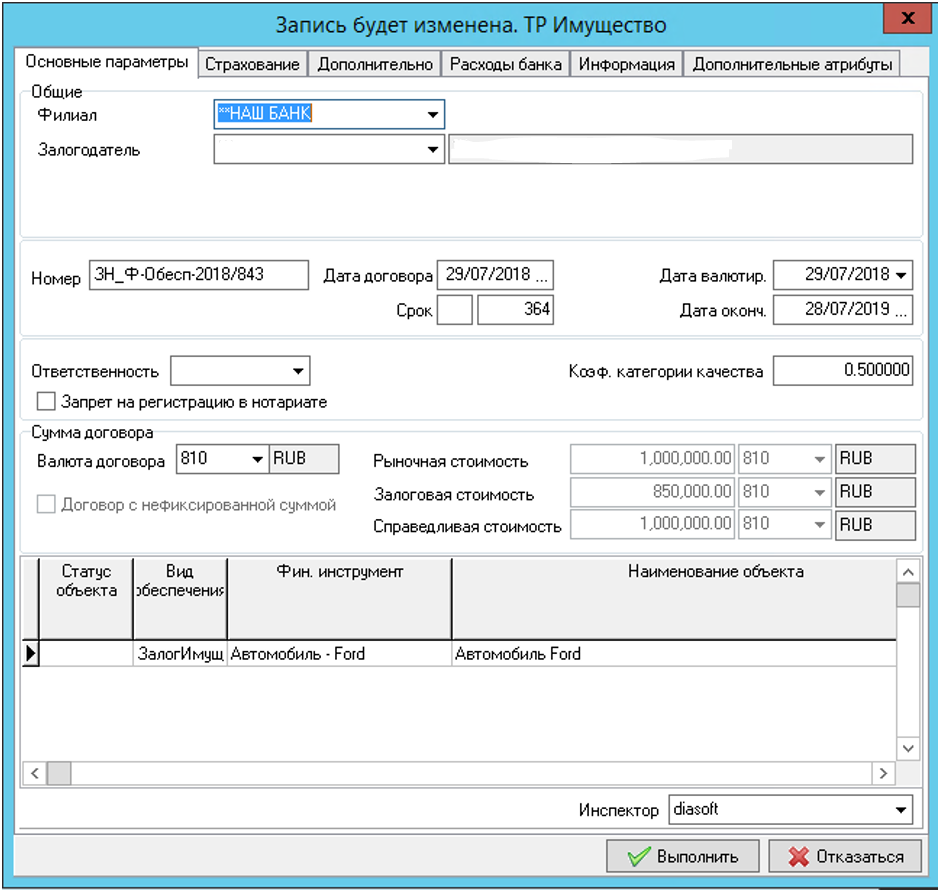 Запись будет изменена. ТР Имущество
Основные параметры Страхование Дополнительно Расходы банка Информация Дополнительные атрибуты
Общие
Филиал **НАШ БАНК
Залогодатель
Номер ЗН_Ф-Обесп-2018/843 Дата договора 29/07/2018 ... Дата валютир. 29/07/2018
Срок 364 Дата оконч. 28/07/2019 ...
Ответственность Коэф. категории качества 0.500000
Запрет на регистрацию в нотариате
Сумма договора
Валюта договора 810 RUB Рыночная стоимость 1,000,000.00 810 RUB
Договор с нефиксированной суммой Залоговая стоимость 850,000.00 810 RUB
Справедливая стоимость 1,000,000.00 810 RUB
Статус Вид Фин. инструмент Наименование объекта
объекта обеспечения
ЗалогИмущ Автомобиль - Ford Автомобиль Ford
Инспектор diasoft
Выполнить Отказаться